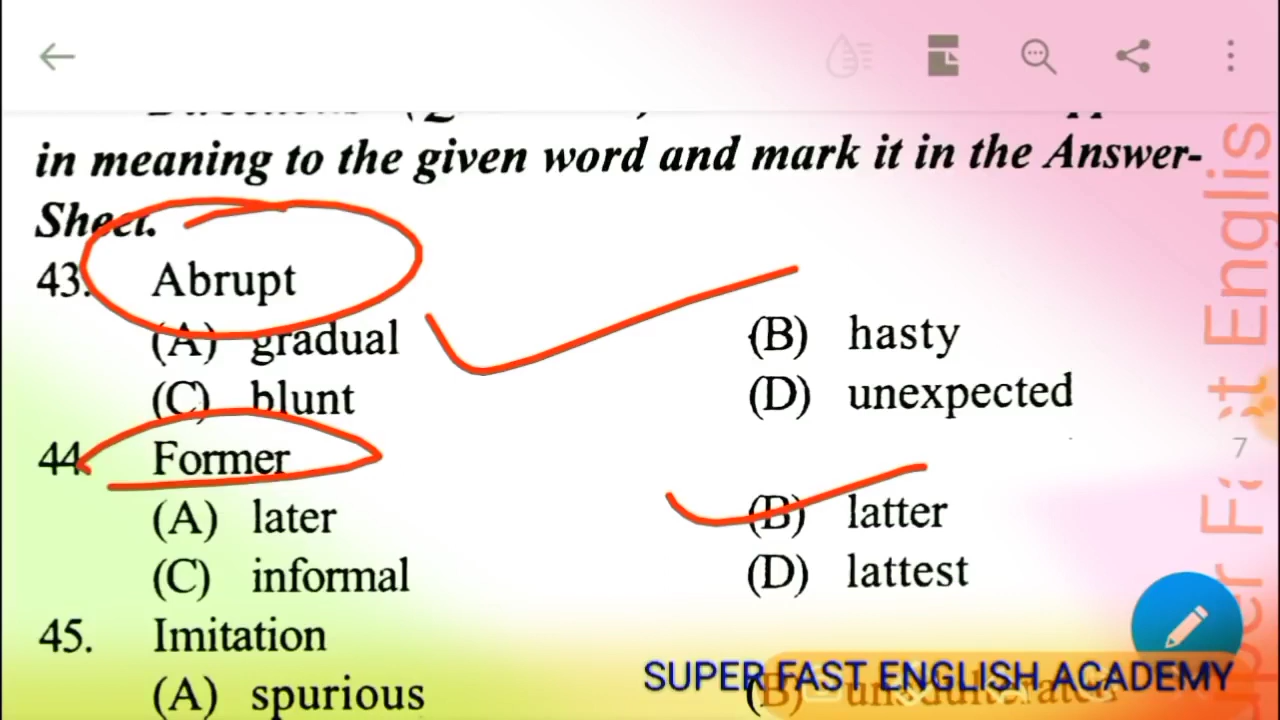 in meaning to the given word and mark it in the Answer-
Sheet.
43. Abrupt
(A) gradual (B) hasty
(C) blunt (D) unexpected
44. Former
(A) later (B) latter
(C) informal (D) lattest
45. Imitation
(A) spurious (B)
SUPER FAST ENGLISH ACADEMY
7